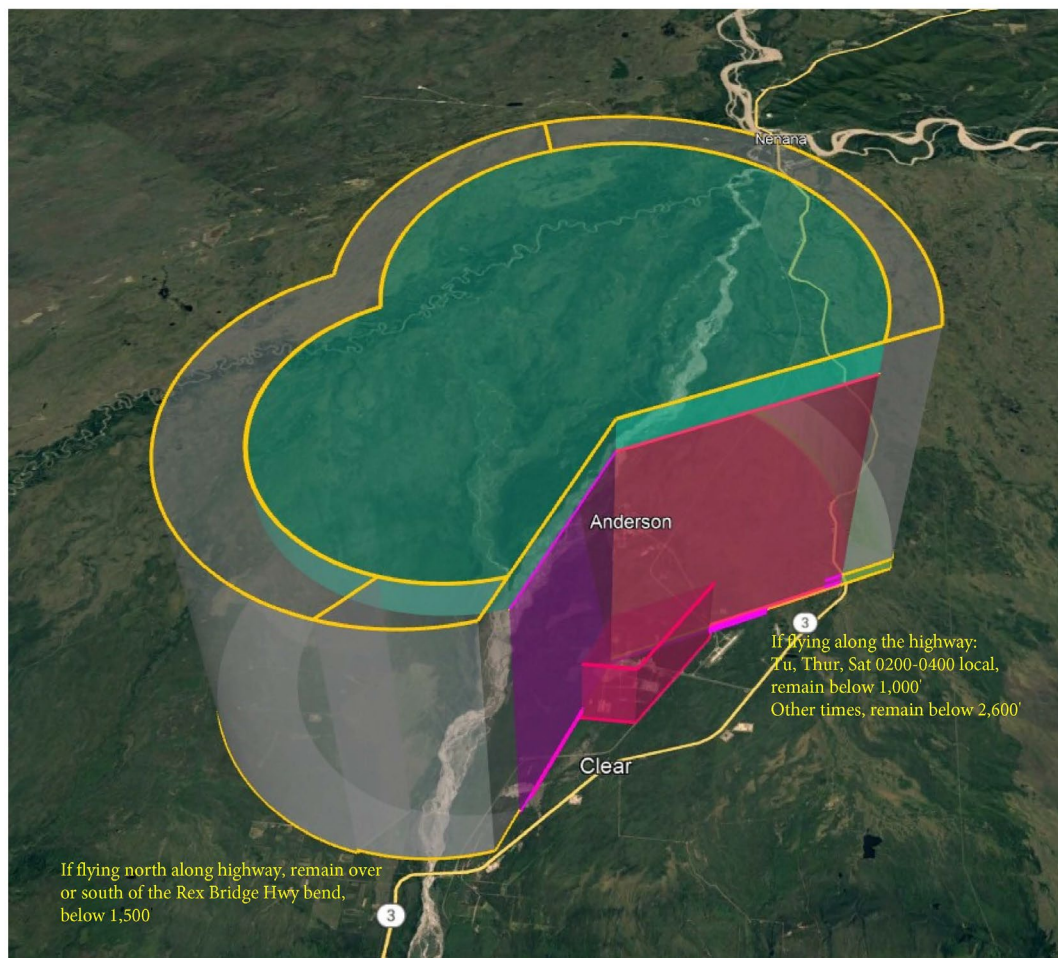 Nenana
Anderson
3
If flying along the highway:
Tu, Thur, Sat 0200-0400 local,
remain below 1,000'
Other times, remain below 2,600'
Clear
If flying north along highway, remain over
or south of the Rex Bridge Hwy bend,
below 1,500
3